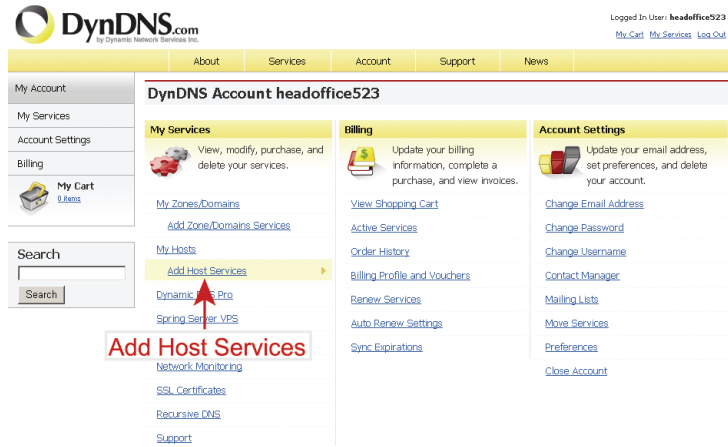 DynDNS.com
by Dynamic Network Services Inc.
Logged In User: headoffice523
My Cart My Services Log Out
About Services Account Support News
My Account
My Services
Account Settings
Billing
My Cart
0 items
Search
Search
DynDNS Account headoffice523
My Services
View, modify, purchase, and
delete your services.
My Zones/Domains
Add Zone/Domains Services
My Hosts
Add Host Services
Dynamic Pro
Spring Server VPS
Add Host Services
Network Monitoring
SSL Certificates
Recursive DNS
Support
Billing
Update your billing
information, complete a
purchase, and view invoices.
View Shopping Cart
Active Services
Order History
Billing Profile and Vouchers
Renew Services
Auto Renew Settings
Sync Expirations
Account Settings
Update your email address,
set preferences, and delete
your account.
Change Email Address
Change Password
Change Username
Contact Manager
Mailing Lists
Move Services
Preferences
Close Account